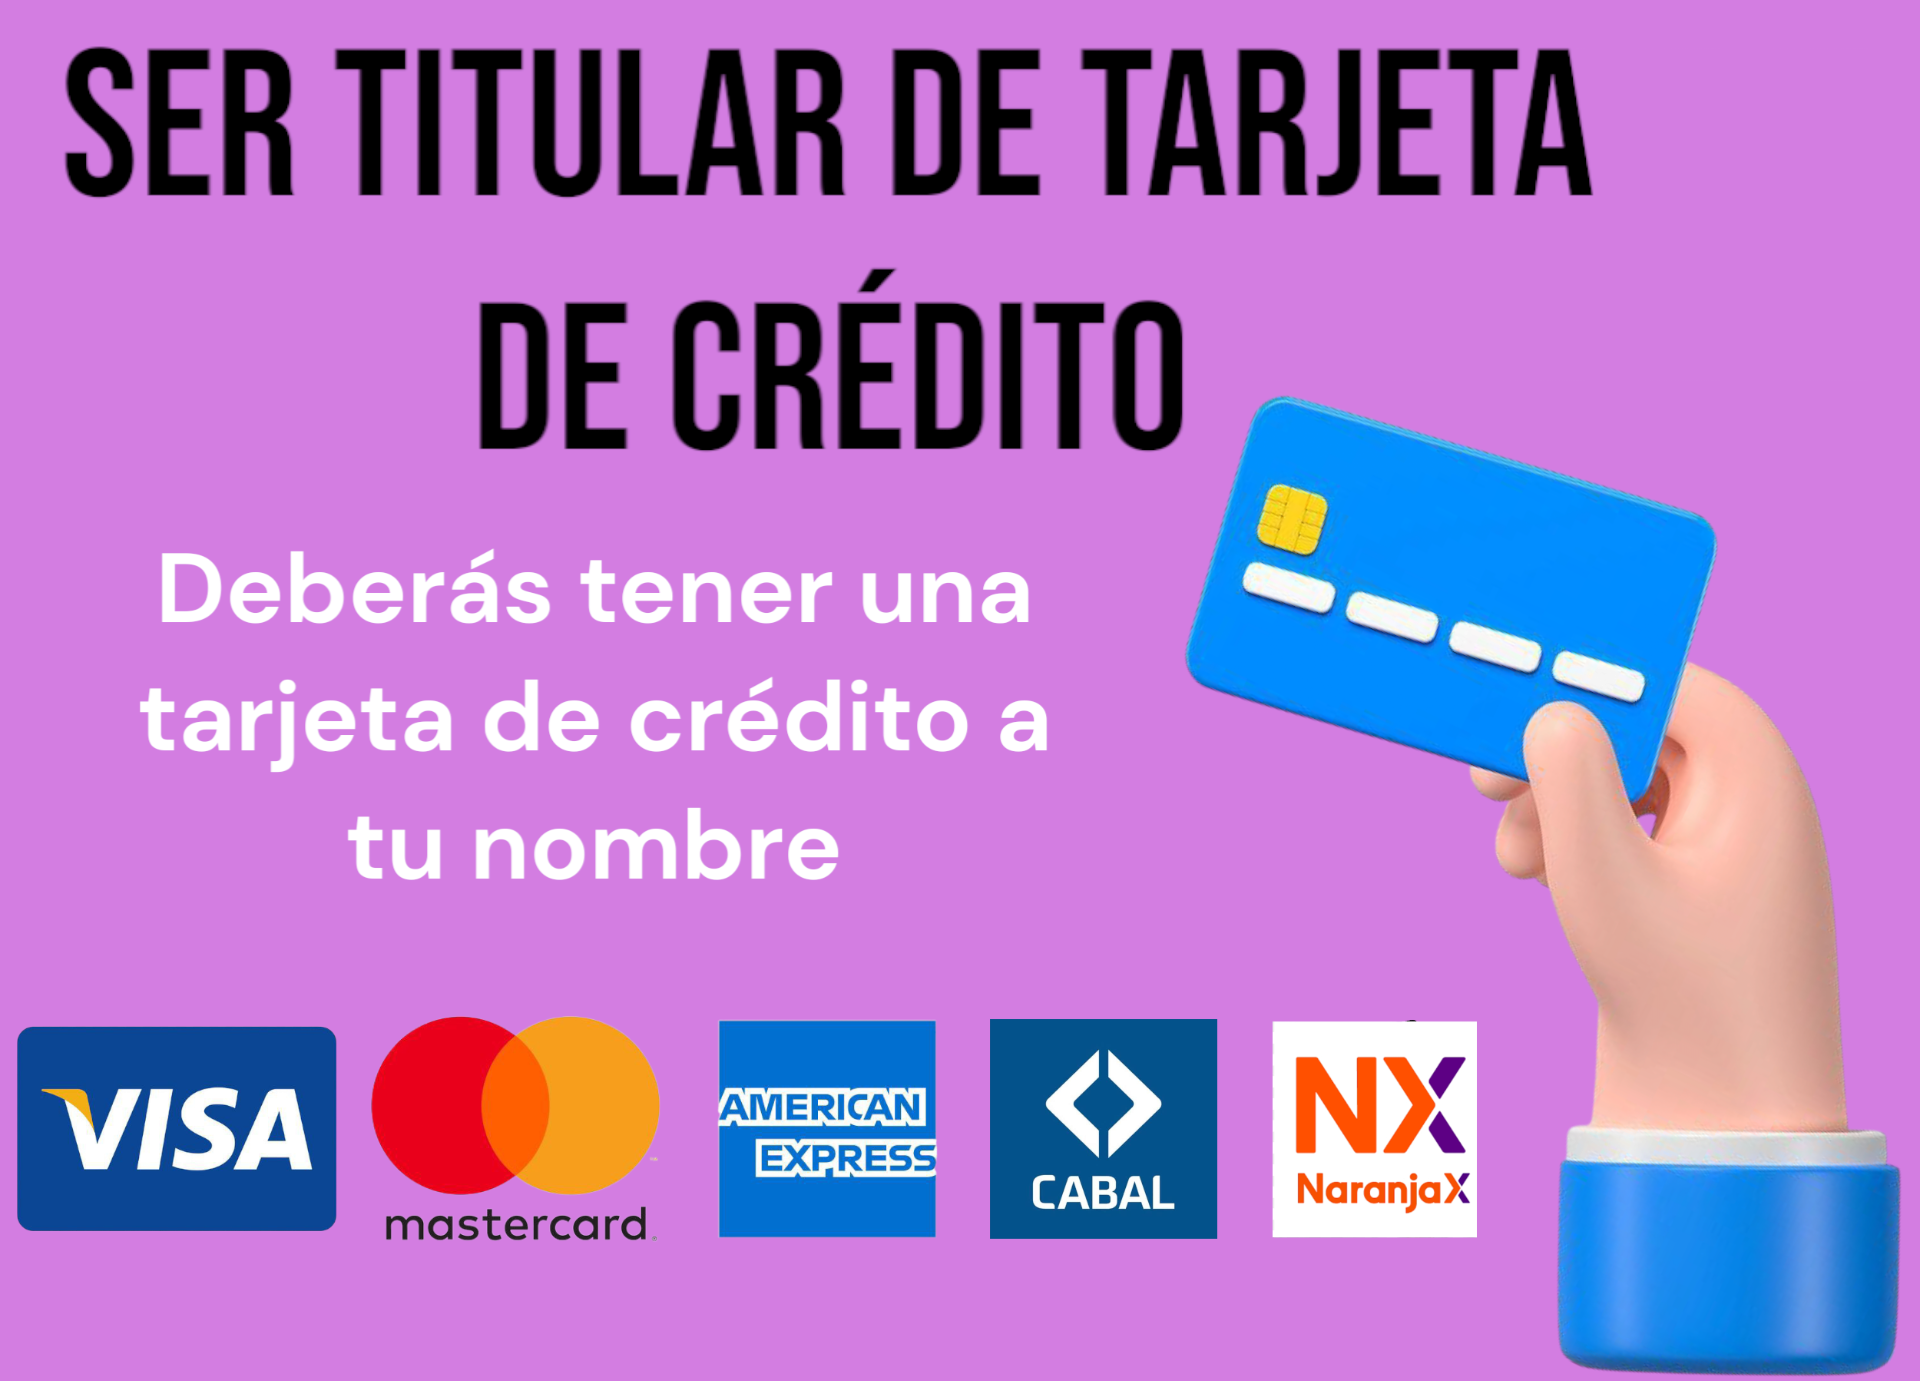 SER TITULAR DE TARJETA
DE CRÉDITO
Deberás tener una
tarjeta de crédito a
tu nombre
VISA
mastercard
AMERICAN
EXPRESS
CABAL
NX
NaranjaX